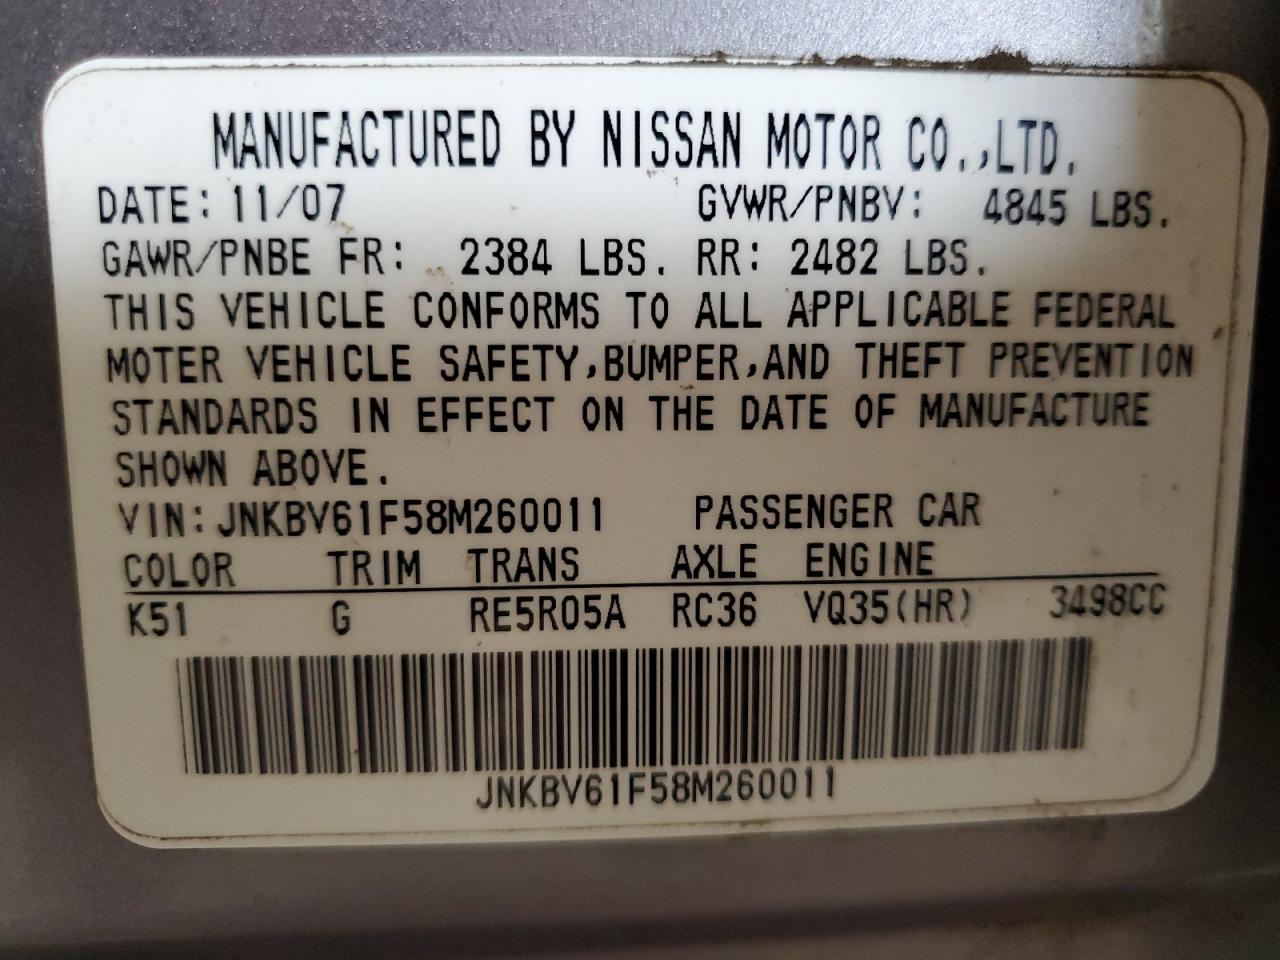 MANUFACTURED BY NISSAN MOTOR CO.,LTD.
DATE: 11/07 GVWR/PNBV: 4845 LBS.
GAWR/PNBE FR: 2384 LBS. RR: 2482 LBS.
THIS VEHICLE CONFORMS TO ALL APPLICABLE FEDERAL
MOTER VEHICLE SAFETY,BUMPER,AND THEFT PREVENTION
STANDARDS IN EFFECT ON THE DATE OF MANUFACTURE
SHOWN ABOVE.
VIN: JNKBV61F58M260011 PASSENGER CAR
COLOR TRIM TRANS AXLE ENGINE
K51 G RE5R05A RC36 VQ35(HR) 3498CC
JNKBV61F58M260011